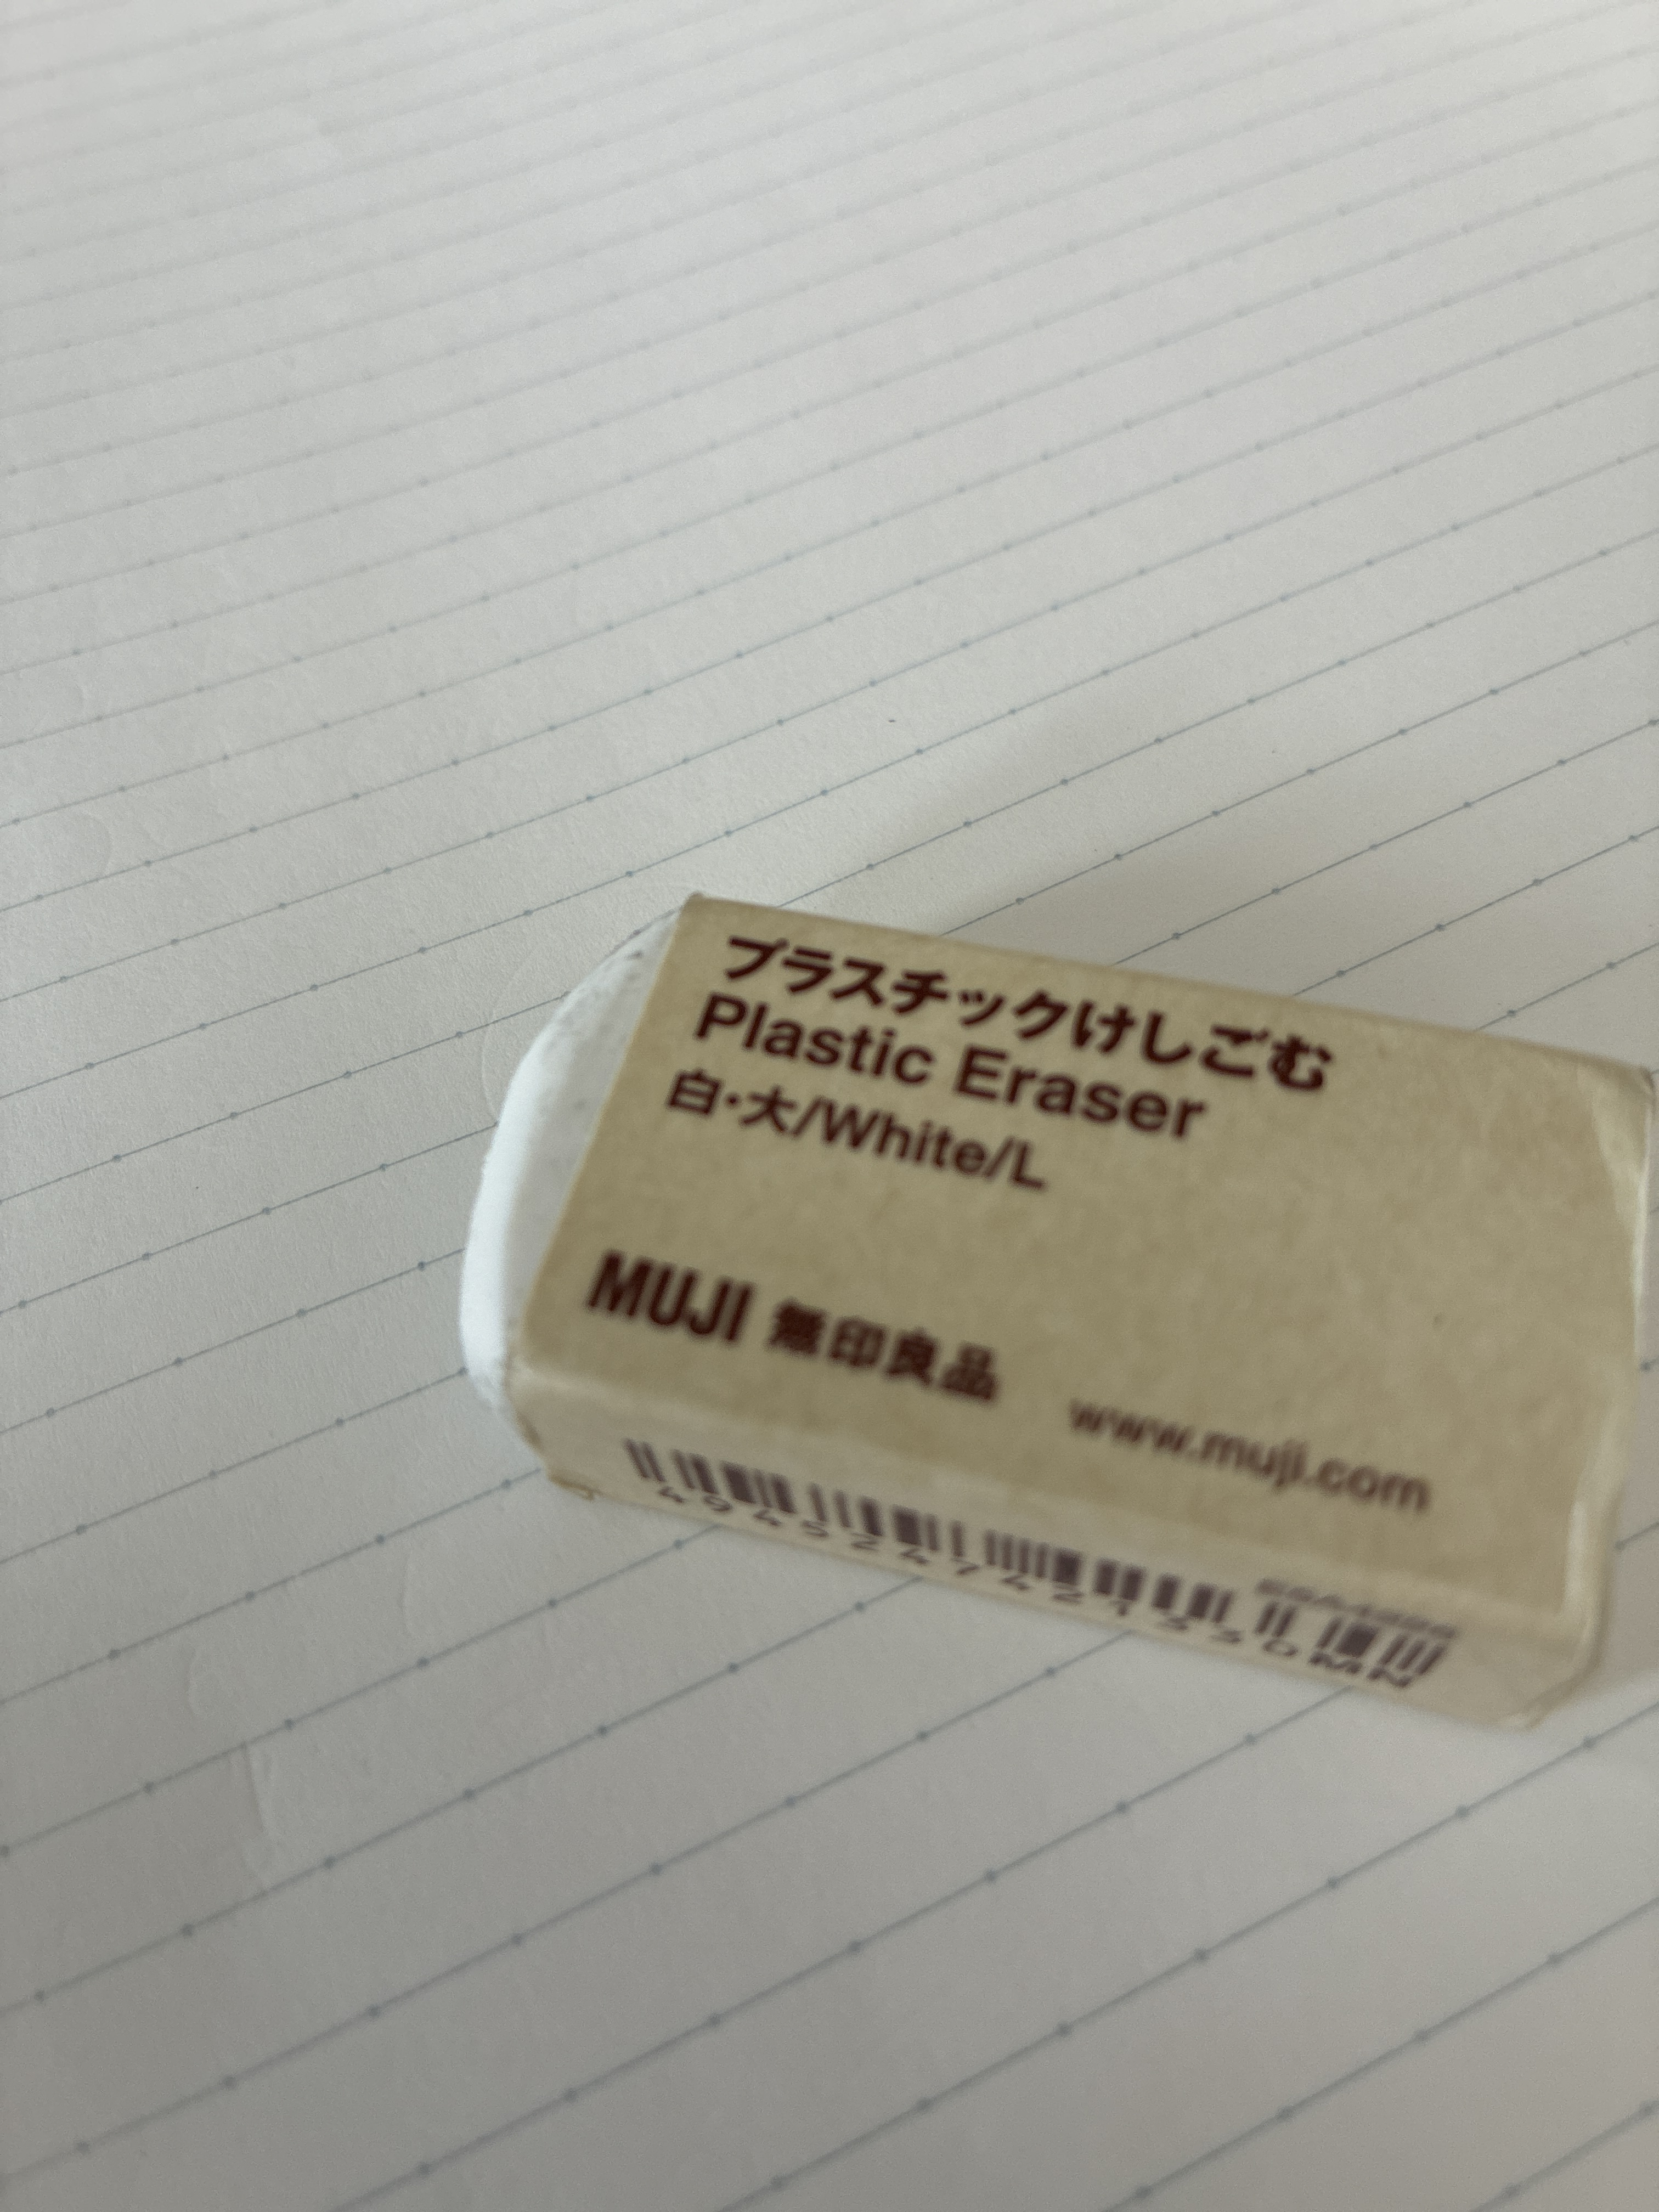 プラスチックけしごむ
Plastic Eraser
白・大/White/L
MUJI 無印良品
www.muji.com
4945247421330MN